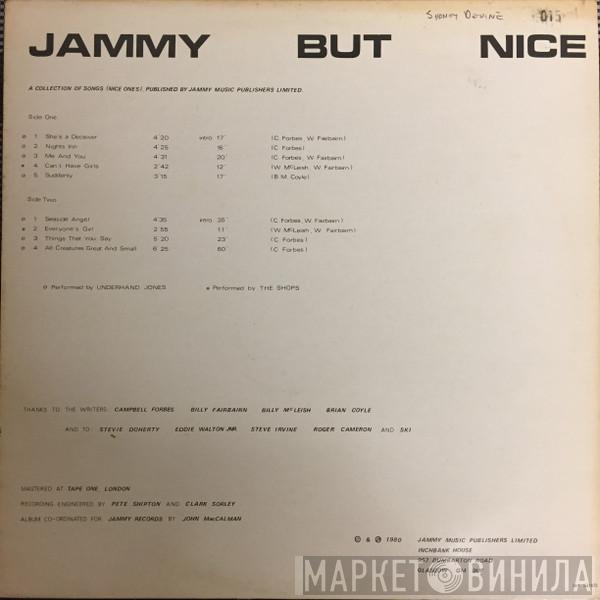 Sydney Devine 015
JAMMY BUT NICE
A COLLECTION OF SONGS (NICE ONES), PUBLISHED BY JAMMY MUSIC PUBLISHERS LIMITED.
Side One
ø 1 She's a Deceiver 4'20 intro 17" (C. Forbes, W. Fairbairn)
ø 2 Nights Inn 4'25 16" (C. Forbes)
ø 3 Me And You 4'31 20" (C. Forbes, W. Fairbairn)
* 4 Can't Have Girls 2'42 12" (W. McLeish, W. Fairbairn)
ø 5 Suddenly 3'15 17" (B.M. Coyle)
Side Two
ø 1 Seaside Angel 4'35 intro 28" (C. Forbes, W. Fairbairn)
* 2 Everyone's Girl 2'55 11" (W. McLeish, W. Fairbairn)
ø 3 Things That You Say 5'20 23" (C. Forbes)
ø 4 All Creatures Great And Small 6'25 60" (C. Forbes)
ø Performed by UNDERHAND JONES * Performed by THE SHOPS
THANKS TO THE WRITERS: CAMPBELL FORBES BILLY FAIRBAIRN BILLY McLEISH BRIAN COYLE
AND TO: STEVIE DOHERTY EDDIE WALTON JNR. STEVE IRVINE ROGER CAMERON AND SKI
MASTERED AT TAPE ONE, LONDON
RECORDING ENGINEERED BY PETE SHIPTON AND CLARK SORLEY
ALBUM CO-ORDINATED FOR JAMMY RECORDS BY JOHN MacCALMAN
© & ℗ 1980 JAMMY MUSIC PUBLISHERS LIMITED
INCHBANK HOUSE
957 DUMBARTON ROAD
GLASGOW G14
МАРКЕТ ВИНИЛА